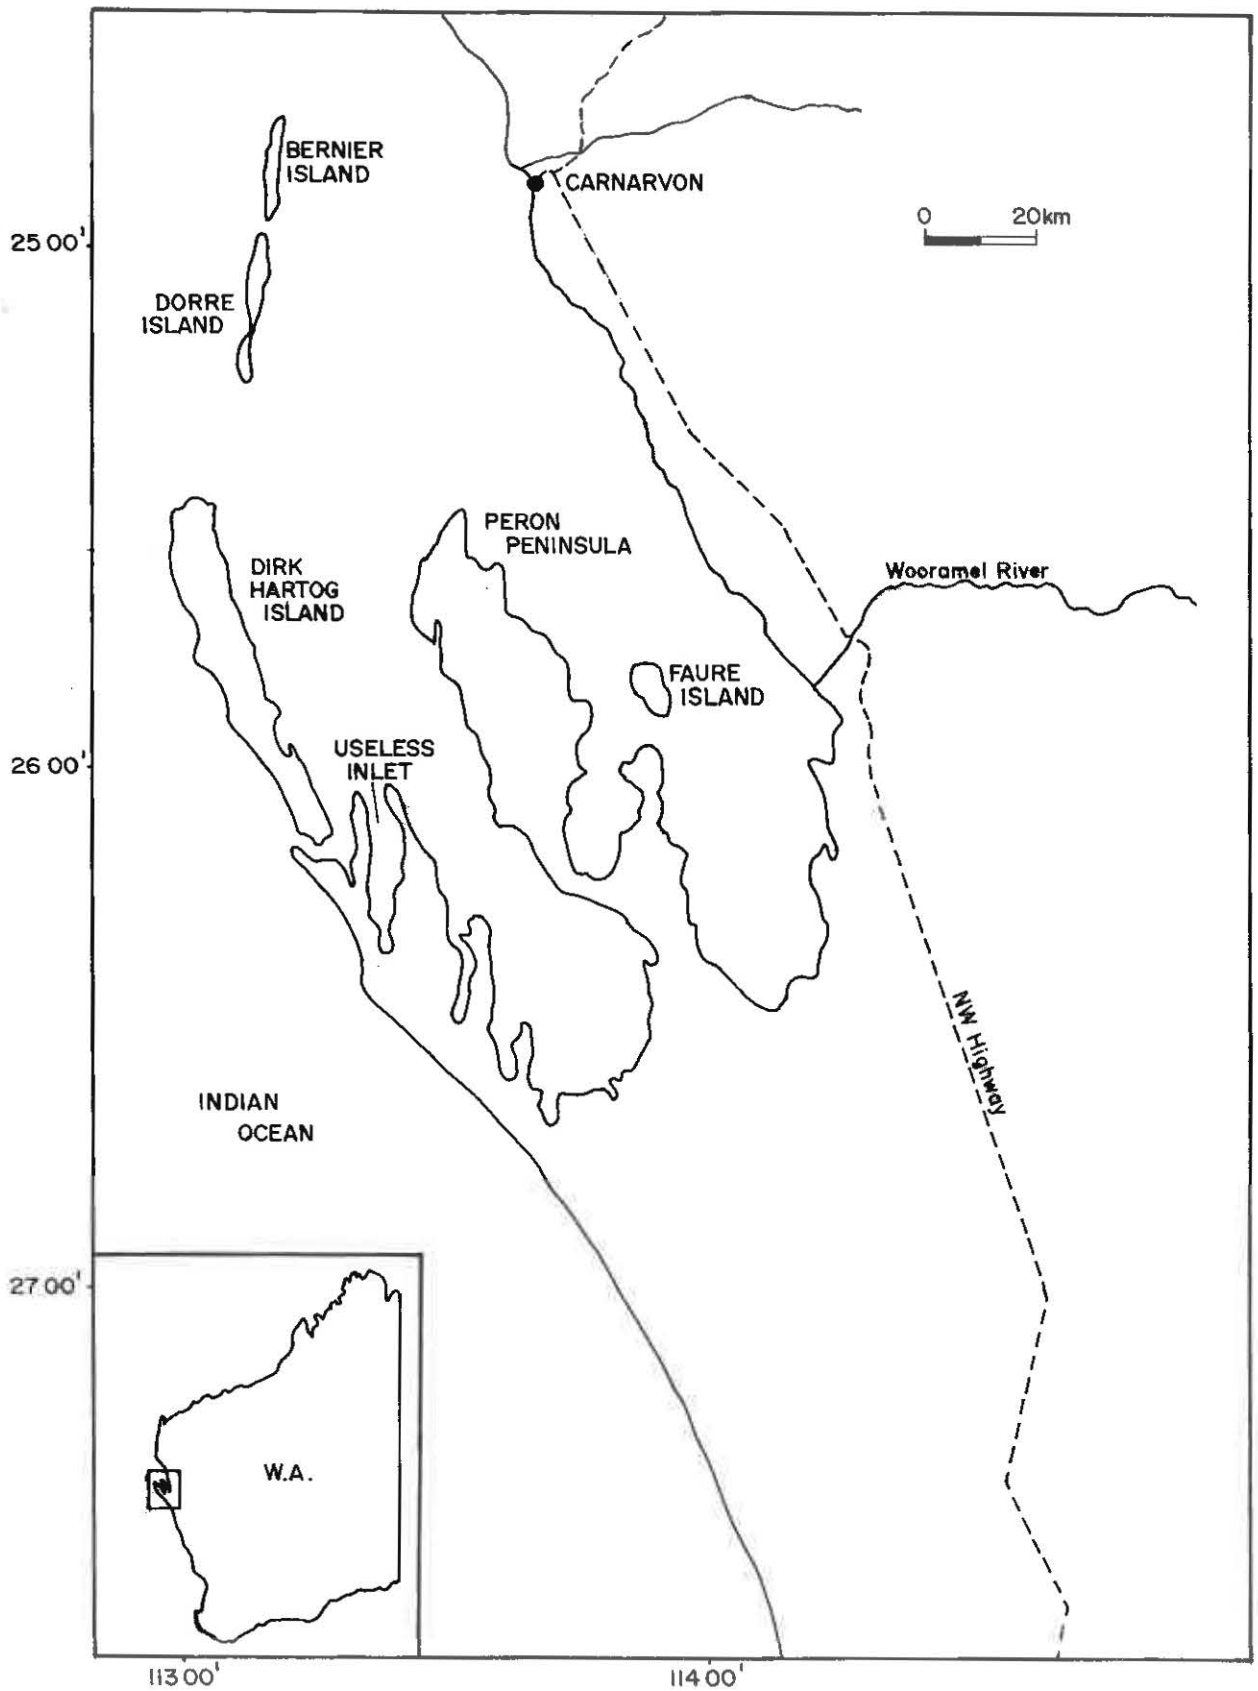 BERNIER
ISLAND
CARNARVON
0 20km
25 00'
DORRE
ISLAND
PERON
PENINSULA
DIRK
HARTOG
ISLAND
Wooramel River
FAURE
ISLAND
USELESS
INLET
26 00'
NW Highway
INDIAN
OCEAN
27 00'
W.A.
113 00'
114 00'